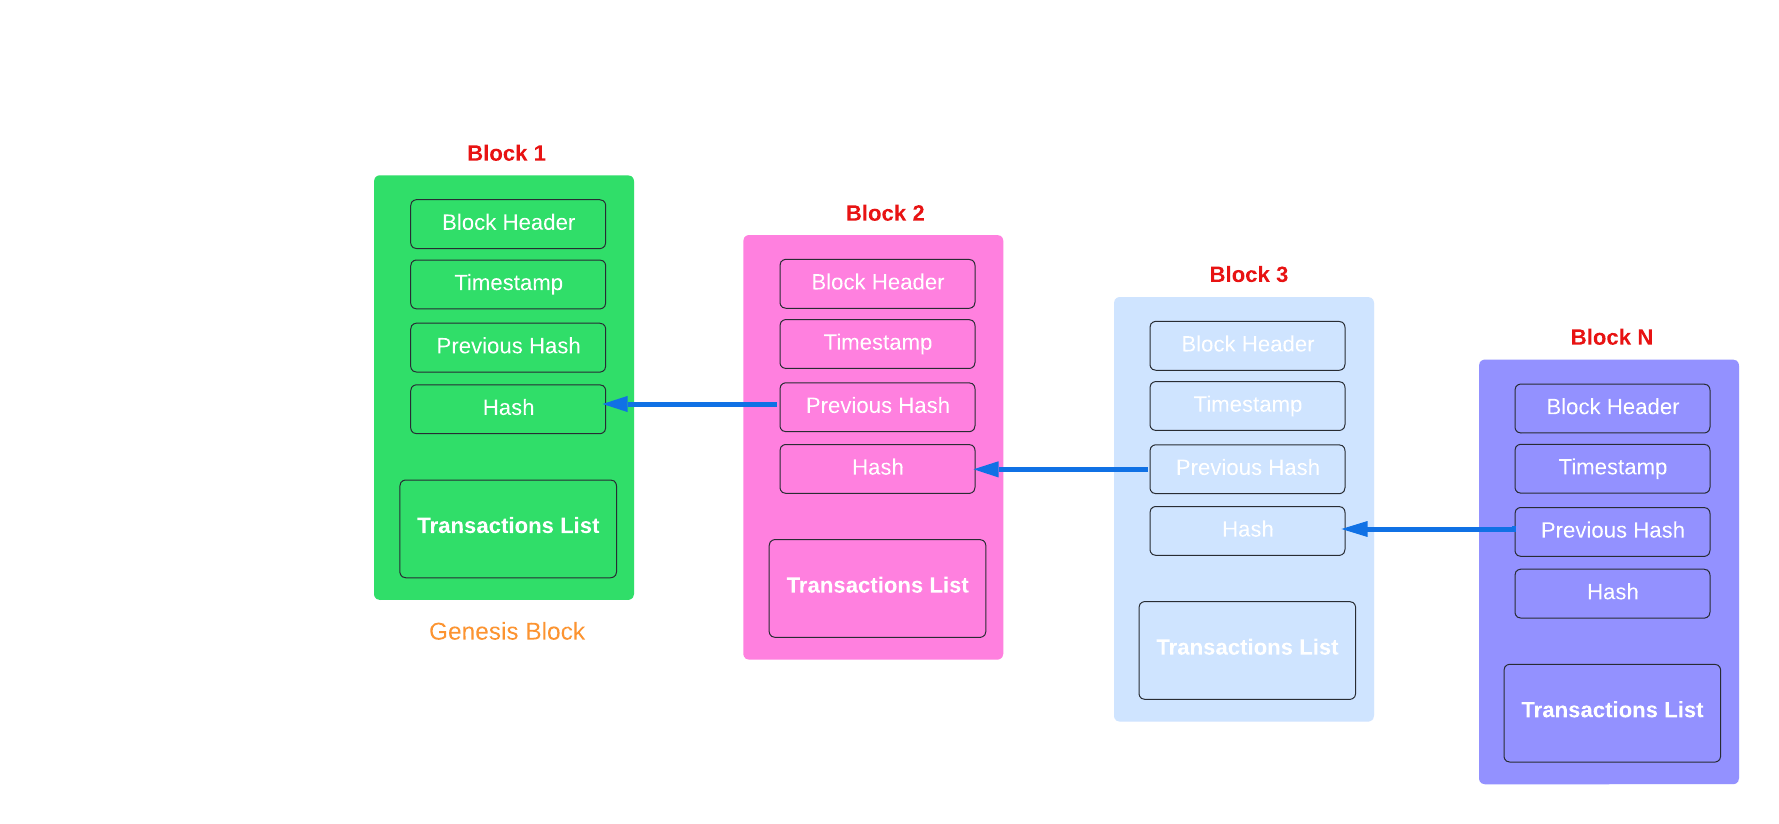 Block 1
Block Header
Timestamp
Previous Hash
Hash
Transactions List
Genesis Block
Block 2
Block Header
Timestamp
Previous Hash
Hash
Transactions List
Block 3
Block Header
Timestamp
Previous Hash
Hash
Transactions List
Block N
Block Header
Timestamp
Previous Hash
Hash
Transactions List